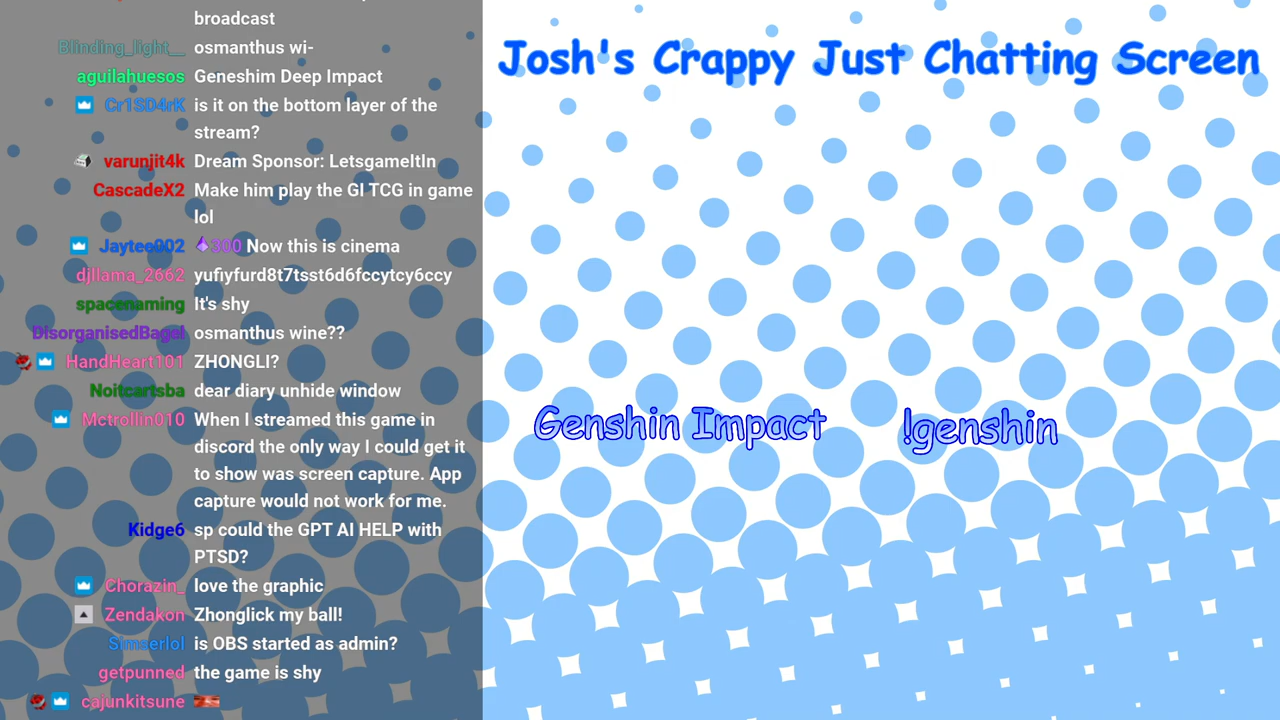 broadcast
Blinding_light__ osmanthus wi-
aguilahuesos Geneshim Deep Impact
Cr1SD4rK is it on the bottom layer of the
stream?
varunjit4k Dream Sponsor: LetsgameItIn
CascadeX2 Make him play the GI TCG in game
lol
Jaytee002 300 Now this is cinema
djllama_2662 yufiyfurd8t7tsst6d6fccytcy6ccy
spacenaming It's shy
DisorganisedBagel osmanthus wine??
HandHeart101 ZHONGLI?
Noitcartsba dear diary unhide window
Mctrollin010 When I streamed this game in
discord the only way I could get it
to show was screen capture. App
capture would not work for me.
Kidge6 sp could the GPT AI HELP with
PTSD?
Chorazin_ love the graphic
Zendakon Zhonglick my ball!
Simserlol is OBS started as admin?
getpunned the game is shy
cajunkitsune
Josh's Crappy Just Chatting Screen
Genshin Impact !genshin